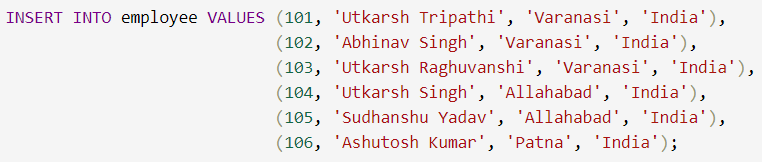 INSERT INTO employee VALUES (101, 'Utkarsh Tripathi', 'Varanasi', 'India'),
(102, 'Abhinav Singh', 'Varanasi', 'India'),
(103, 'Utkarsh Raghuvanshi', 'Varanasi', 'India'),
(104, 'Utkarsh Singh', 'Allahabad', 'India'),
(105, 'Sudhanshu Yadav', 'Allahabad', 'India'),
(106, 'Ashutosh Kumar', 'Patna', 'India');